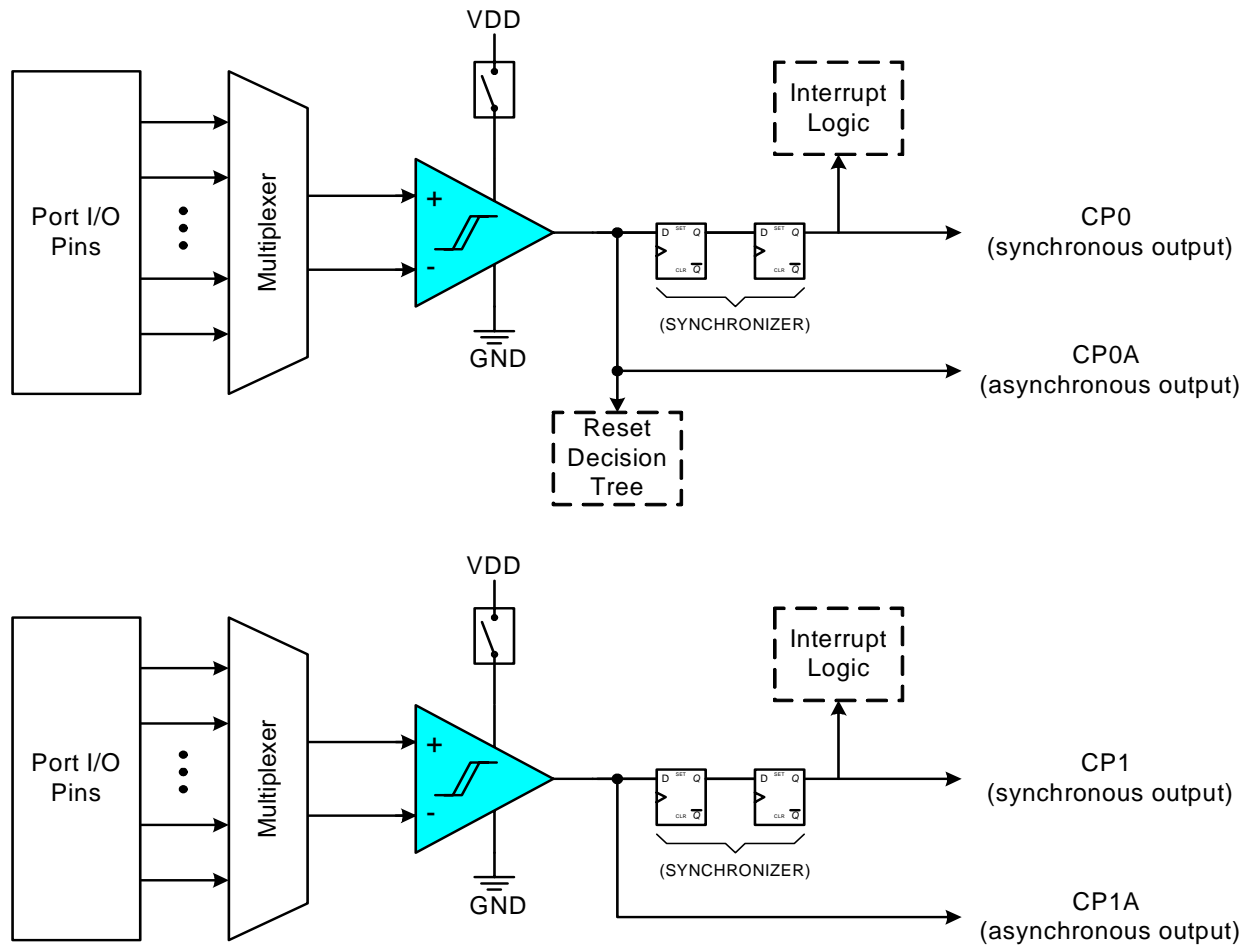 VDD
Port I/O
Pins
Multiplexer
+
-
GND
D SET Q
CLR Q
D SET Q
CLR Q
(SYNCHRONIZER)
Interrupt
Logic
CP0
(synchronous output)
CP0A
(asynchronous output)
Reset
Decision
Tree
VDD
Port I/O
Pins
Multiplexer
+
-
GND
D SET Q
CLR Q
D SET Q
CLR Q
(SYNCHRONIZER)
Interrupt
Logic
CP1
(synchronous output)
CP1A
(asynchronous output)